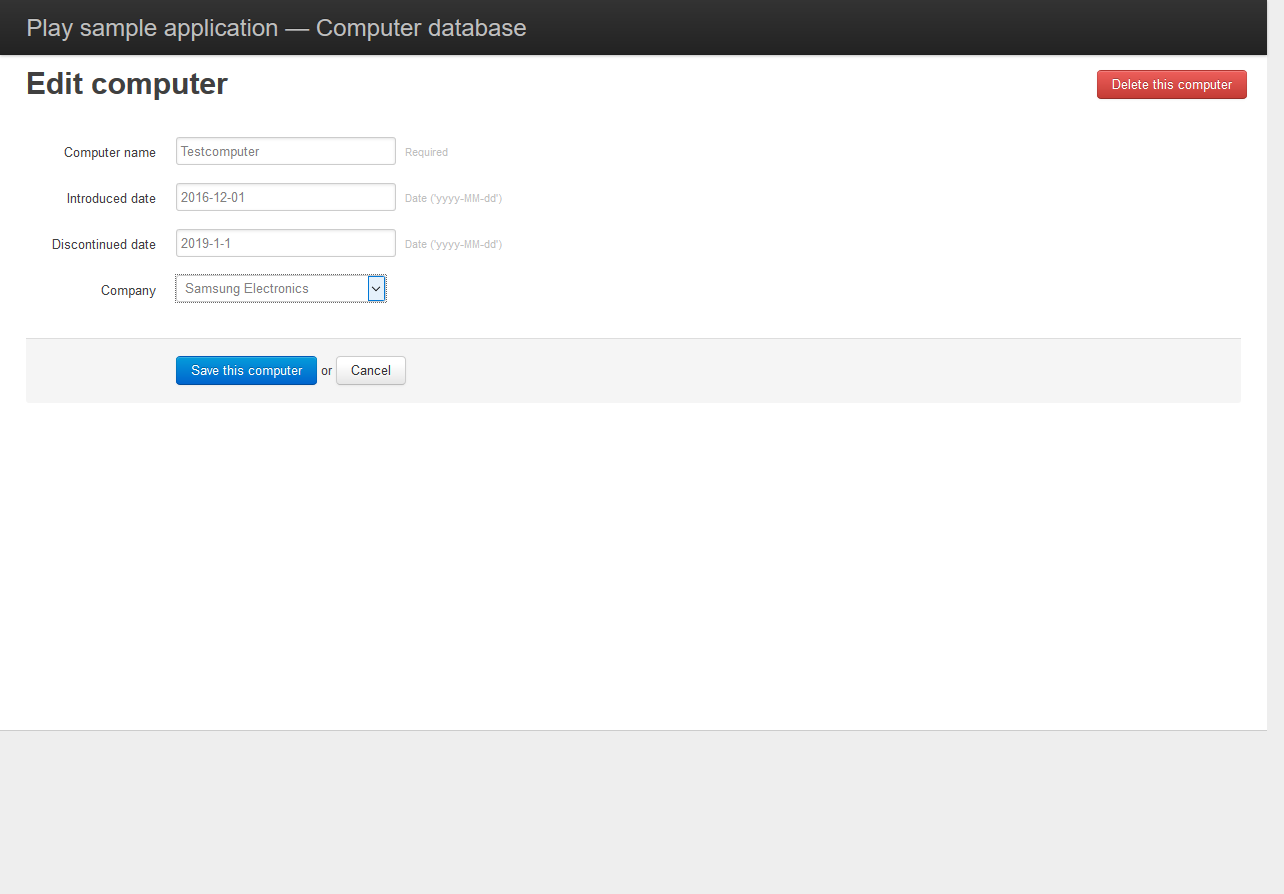 Play sample application — Computer database
Edit computer
Delete this computer
Computer name Testcomputer Required
Introduced date 2016-12-01 Date ('yyyy-MM-dd')
Discontinued date 2019-1-1 Date ('yyyy-MM-dd')
Company Samsung Electronics
Save this computer or Cancel